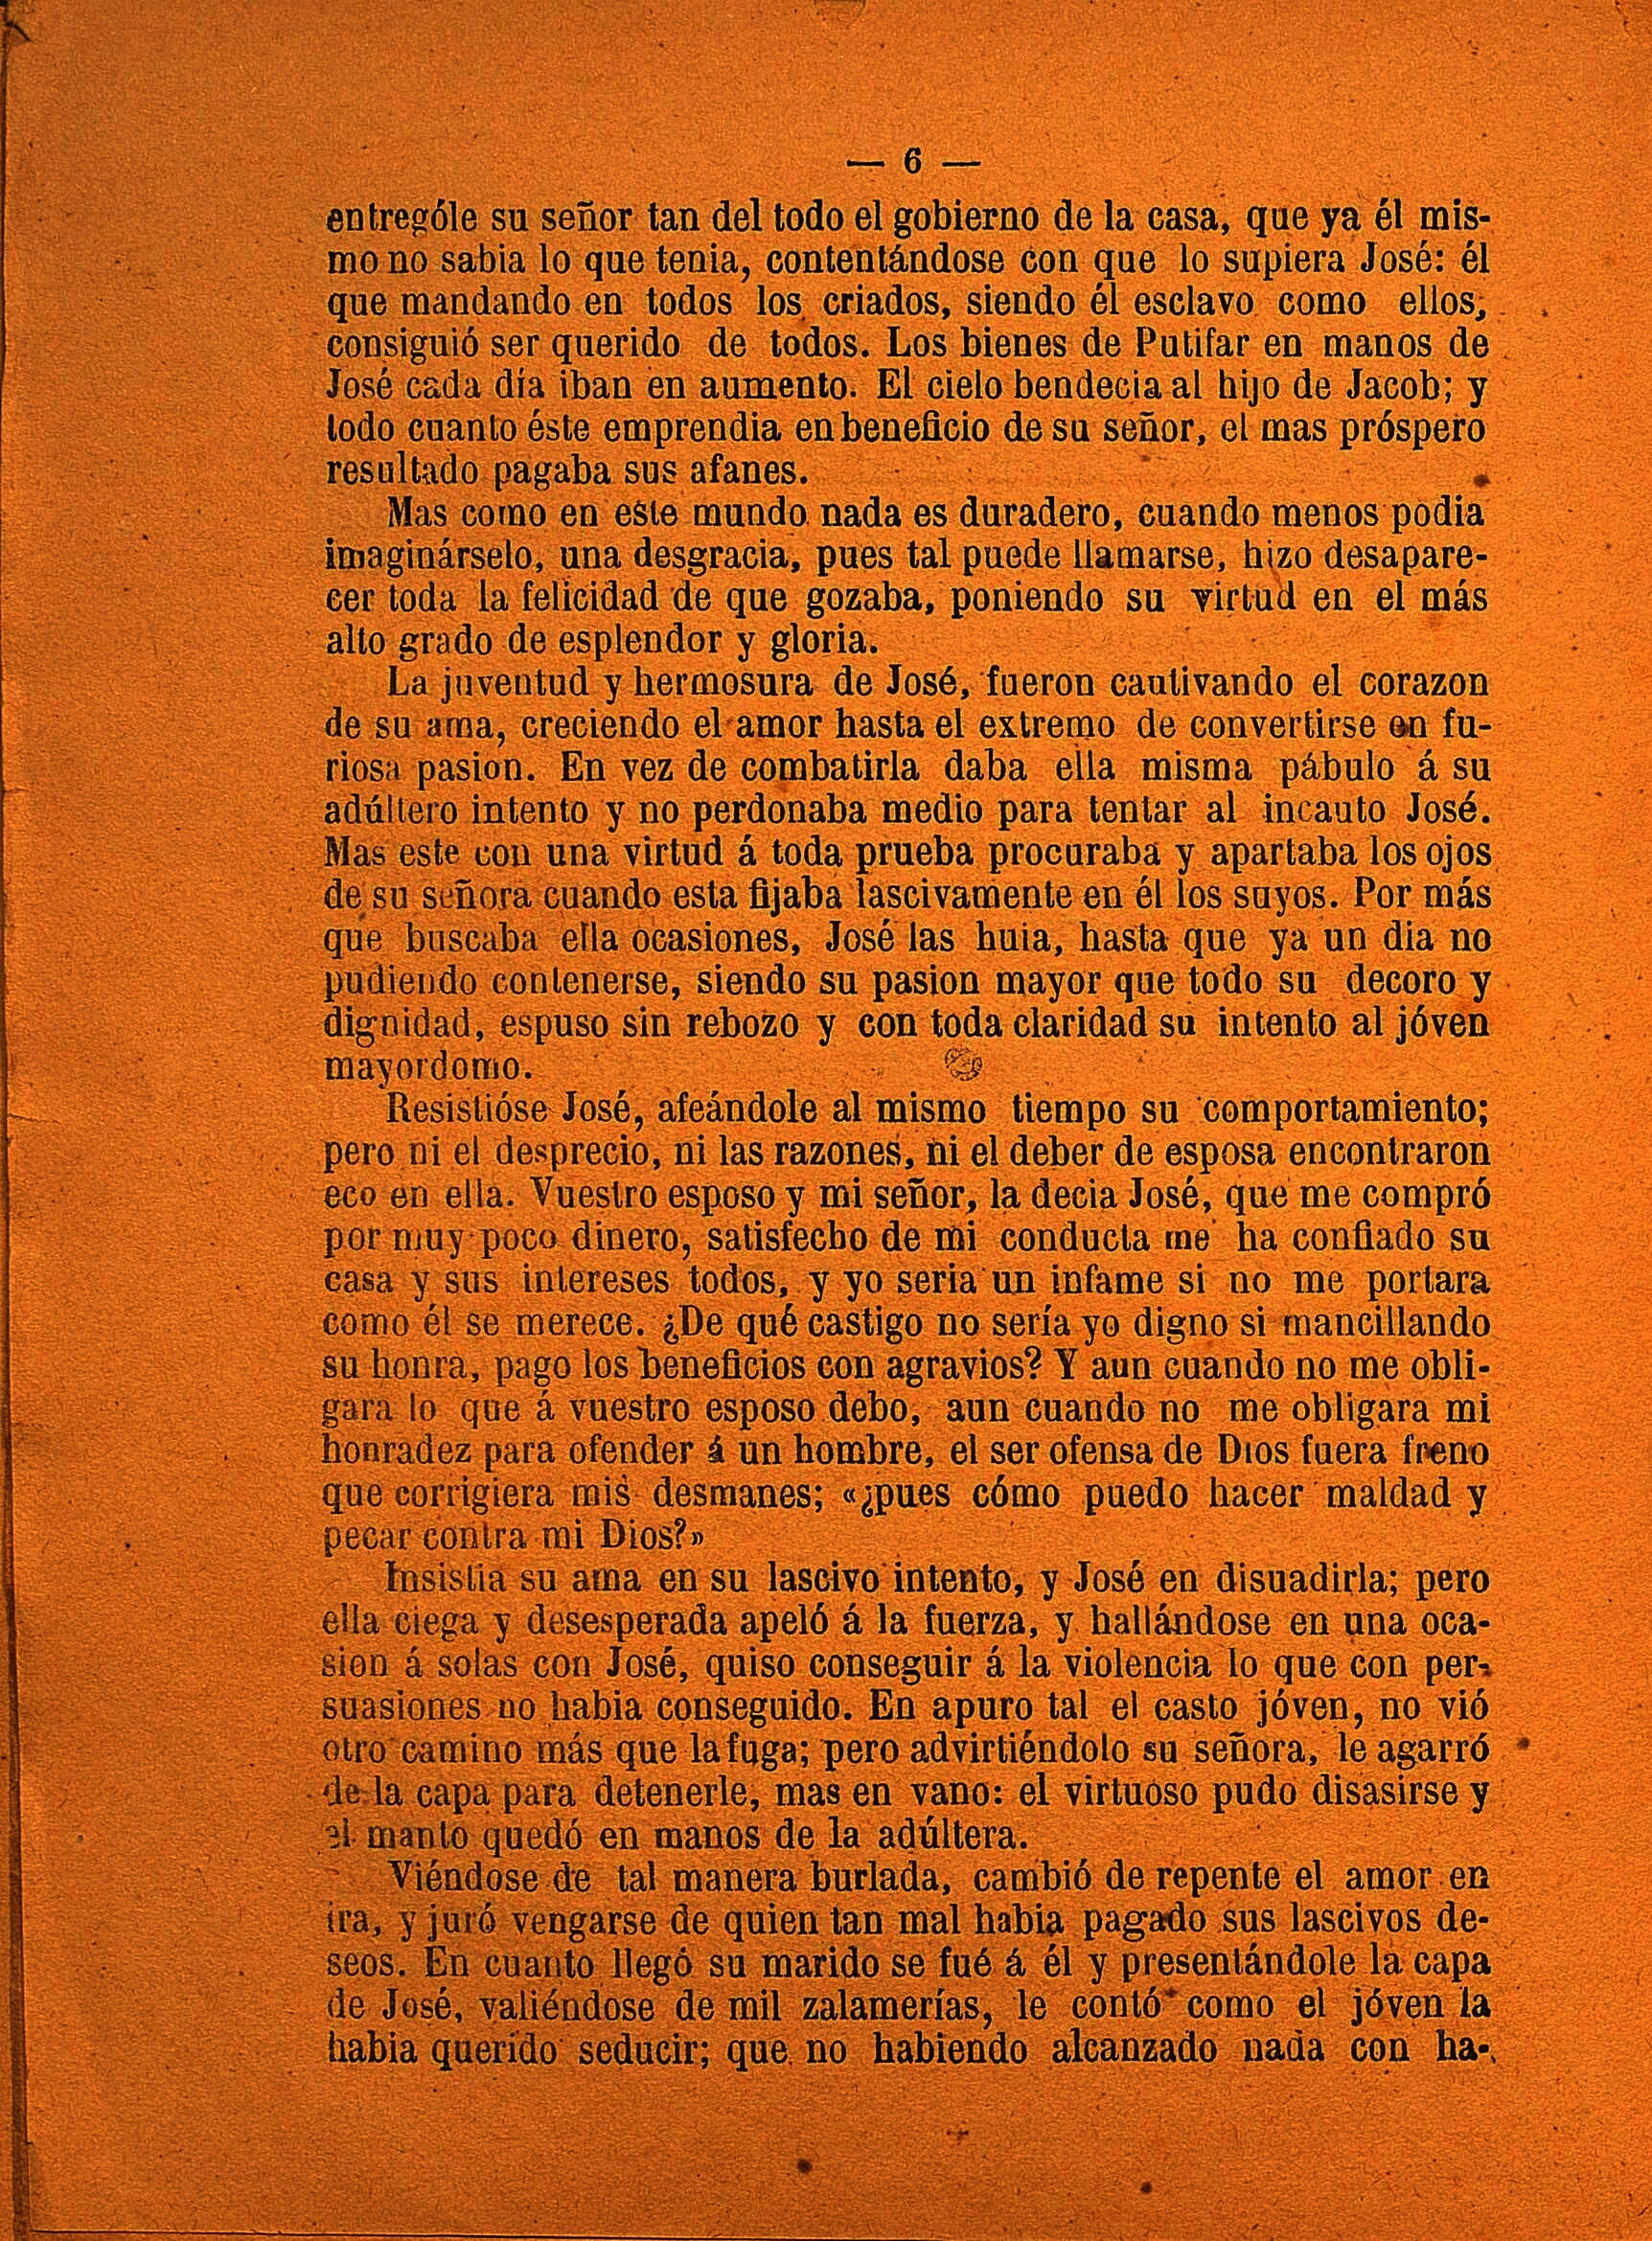 — 6 —
entrególe su señor tan del todo el gobierno de la casa, que ya él mis-
mo no sabia lo que tenia, contentándose con que lo supiera José: él
que mandando en todos los criados, siendo él esclavo como ellos,
consiguió ser querido de todos. Los bienes de Putifar en manos de
José cada día iban en aumento. El cielo bendecia al hijo de Jacob; y
todo cuanto éste emprendia en beneficio de su señor, el mas próspero
resultado pagaba sus afanes.
Mas como en este mundo nada es duradero, cuando menos podia
imaginárselo, una desgracia, pues tal puede llamarse, hizo desapare-
cer toda la felicidad de que gozaba, poniendo su virtud en el más
alto grado de esplendor y gloria.
La juventud y hermosura de José, fueron cautivando el corazon
de su ama, creciendo el amor hasta el extremo de convertirse en fu-
riosa pasion. En vez de combatirla daba ella misma pábulo á su
adúltero intento y no perdonaba medio para tentar al incauto José.
Mas este con una virtud á toda prueba procuraba y apartaba los ojos
de su señora cuando esta fijaba lascivamente en él los suyos. Por más
que buscaba ella ocasiones, José las huia, hasta que ya un dia no
pudiendo contenerse, siendo su pasion mayor que todo su decoro y
dignidad, espuso sin rebozo y con toda claridad su intento al jóven
mayordomo.
Resistióse José, afeándole al mismo tiempo su comportamiento;
pero ni el desprecio, ni las razones, ni el deber de esposa encontraron
eco en ella. Vuestro esposo y mi señor, la decia José, que me compró
por muy poco dinero, satisfecho de mi conducta me ha confiado su
casa y sus intereses todos, y yo seria un infame si no me portara
como él se merece. ¿De qué castigo no sería yo digno si mancillando
su honra, pago los beneficios con agravios? Y aun cuando no me obli-
gara lo que á vuestro esposo debo, aun cuando no me obligara mi
honradez para ofender á un hombre, el ser ofensa de Dios fuera freno
que corrigiera mis desmanes; «¿pues cómo puedo hacer maldad y
pecar contra mi Dios?»
Insistia su ama en su lascivo intento, y José en disuadirla; pero
ella ciega y desesperada apeló á la fuerza, y hallándose en una oca-
sion á solas con José, quiso conseguir á la violencia lo que con per-
suasiones no habia conseguido. En apuro tal el casto jóven, no vió
otro camino más que la fuga; pero advirtiéndolo su señora, le agarró
de la capa para detenerle, mas en vano: el virtuoso pudo disasirse y
el manto quedó en manos de la adúltera.
Viéndose de tal manera burlada, cambió de repente el amor en
ira, y juró vengarse de quien tan mal habia pagado sus lascivos de-
seos. En cuanto llegó su marido se fué á él y presentándole la capa
de José, valiéndose de mil zalamerías, le contó como el jóven la
habia querido seducir; que no habiendo alcanzado nada con ha-